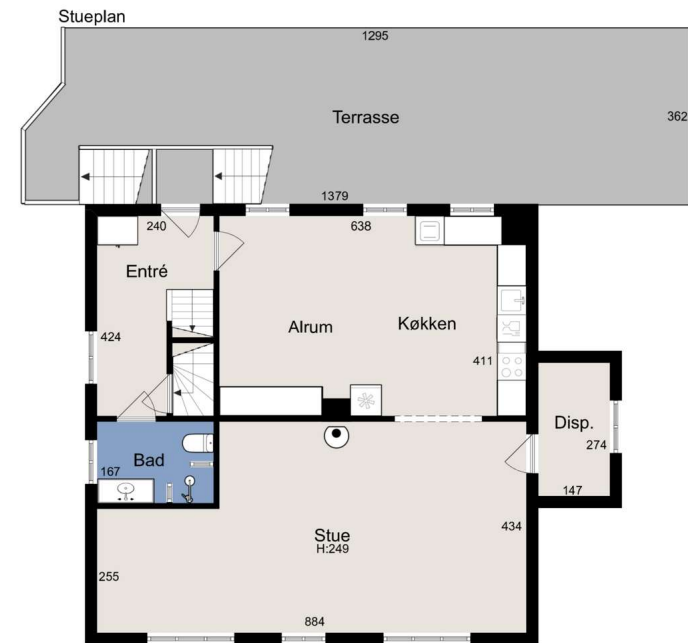 Stueplan
1295
Terrasse
362
1379
240
638
Entré
Alrum
Køkken
424
411
Disp.
274
147
Bad
167
Stue
H:249
434
255
884